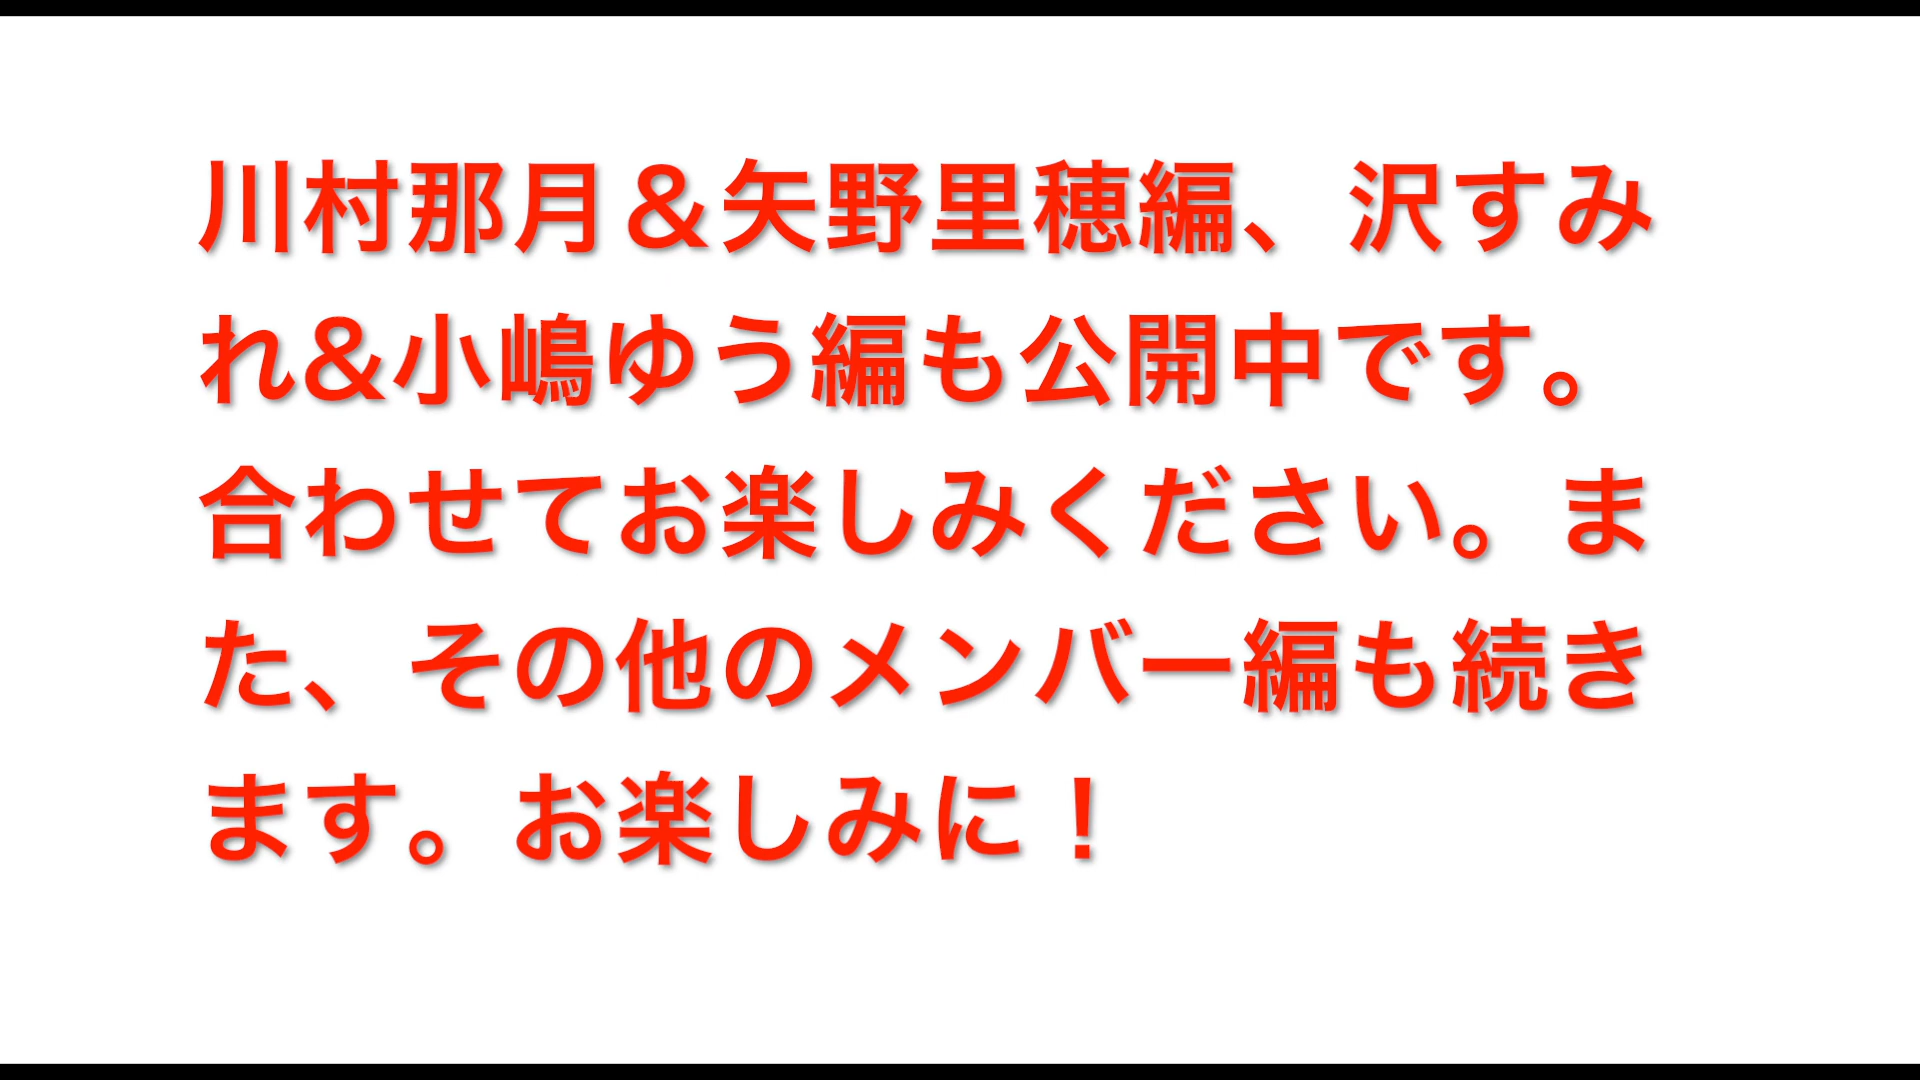 川村那月＆矢野里穂編、沢すみ
れ&小嶋ゆう編も公開中です。
合わせてお楽しみください。ま
た、その他のメンバー編も続き
ます。お楽しみに！